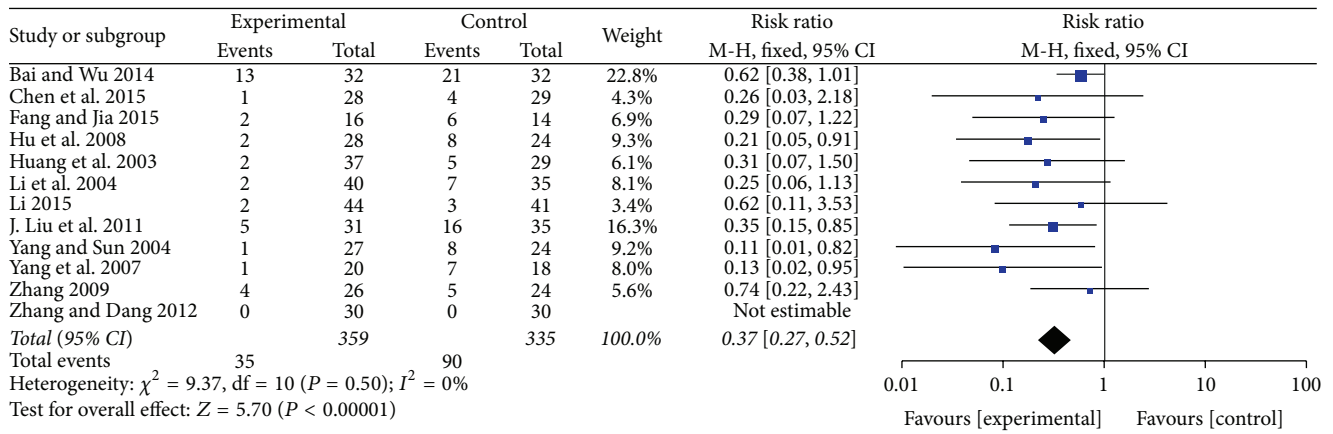 Study or subgroup Experimental Control Weight Risk ratio Risk ratio
Events Total Events Total M-H, fixed, 95% CI M-H, fixed, 95% CI
Bai and Wu 2014 13 32 21 32 22.8% 0.62 [0.38, 1.01]
Chen et al. 2015 1 28 4 29 4.3% 0.26 [0.03, 2.18]
Fang and Jia 2015 2 16 6 14 6.9% 0.29 [0.07, 1.22]
Hu et al. 2008 2 28 8 24 9.3% 0.21 [0.05, 0.91]
Huang et al. 2003 2 37 5 29 6.1% 0.31 [0.07, 1.50]
Li et al. 2004 2 40 7 35 8.1% 0.25 [0.06, 1.13]
Li 2015 2 44 3 41 3.4% 0.62 [0.11, 3.53]
J. Liu et al. 2011 5 31 16 35 16.3% 0.35 [0.15, 0.85]
Yang and Sun 2004 1 27 8 24 9.2% 0.11 [0.01, 0.82]
Yang et al. 2007 1 20 7 18 8.0% 0.13 [0.02, 0.95]
Zhang 2009 4 26 5 24 5.6% 0.74 [0.22, 2.43]
Zhang and Dang 2012 0 30 0 30 Not estimable
Total (95% CI) 359 335 100.0% 0.37 [0.27, 0.52]
Total events 35 90
Heterogeneity: χ² = 9.37, df = 10 (P = 0.50); I² = 0%
Test for overall effect: Z = 5.70 (P < 0.00001)
0.01 0.1 1 10 100
Favours [experimental] Favours [control]